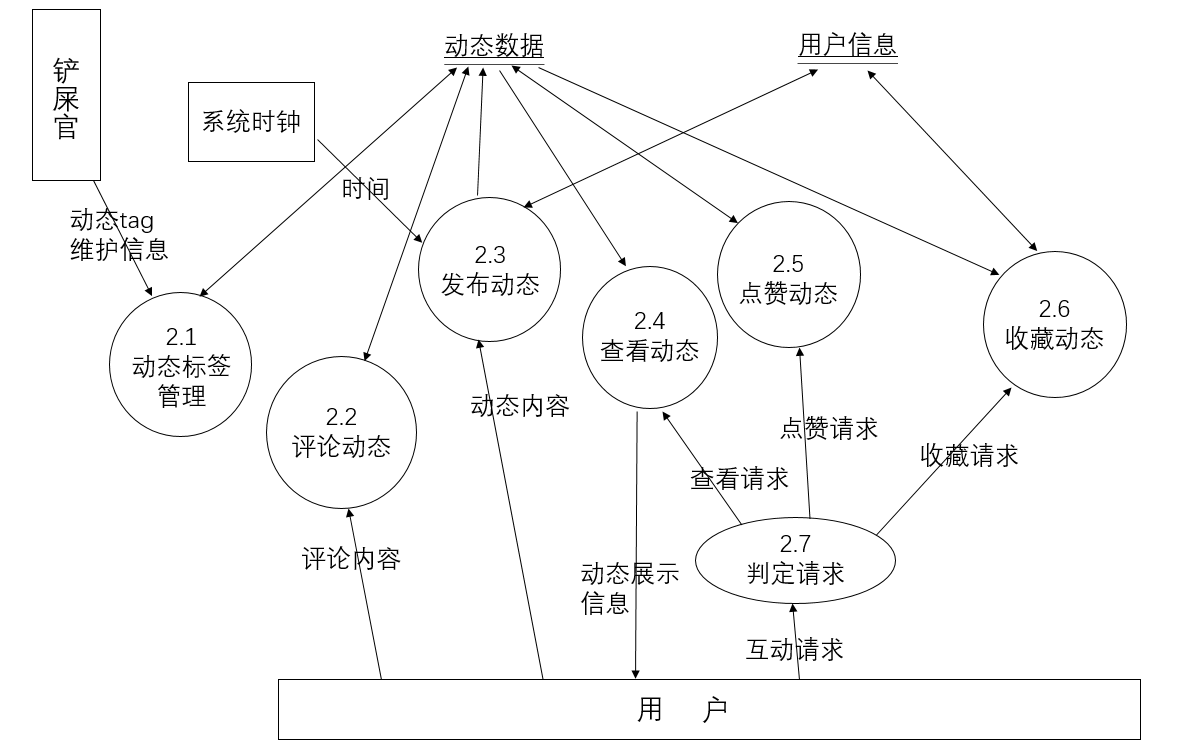 铲
屎
官
系统时钟
动态数据
用户信息
时间
动态tag
维护信息
2.1
动态标签
管理
2.2
评论动态
2.3
发布动态
2.4
查看动态
2.5
点赞动态
2.6
收藏动态
动态内容
点赞请求
收藏请求
查看请求
评论内容
动态展示
信息
2.7
判定请求
互动请求
用 户